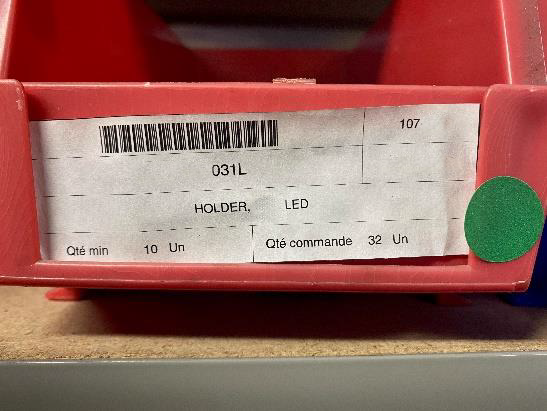 107
031L
HOLDER, LED
Qté min 10 Un Qté commande 32 Un